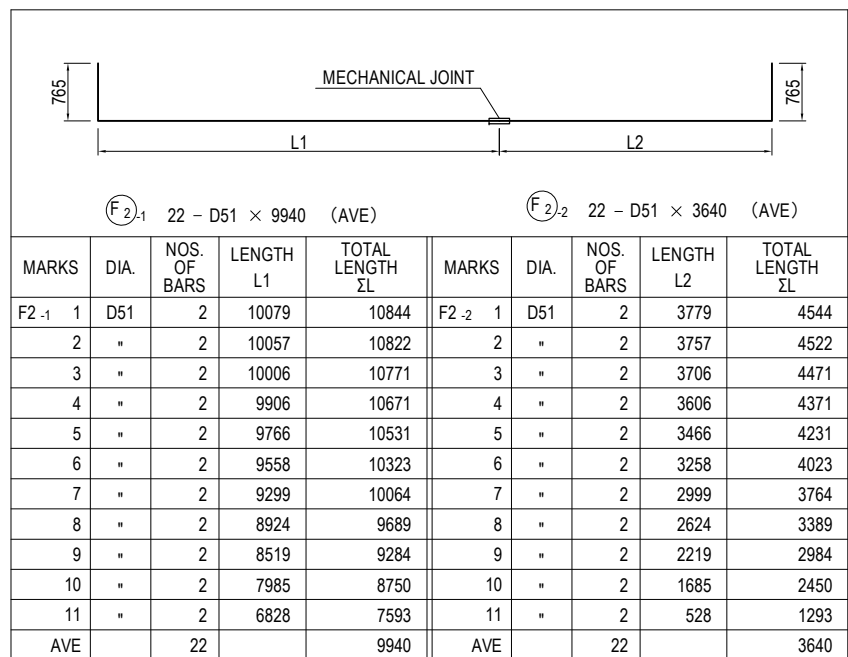 MECHANICAL JOINT
765
765
L1
L2
F 2 -1 22 – D51 × 9940 (AVE)
F 2 -2 22 – D51 × 3640 (AVE)
MARKS DIA. NOS. OF BARS LENGTH L1 TOTAL LENGTH ΣL MARKS DIA. NOS. OF BARS LENGTH L2 TOTAL LENGTH ΣL
F2 -1 1 D51 2 10079 10844 F2 -2 1 D51 2 3779 4544
2 " 2 10057 10822 2 " 2 3757 4522
3 " 2 10006 10771 3 " 2 3706 4471
4 " 2 9906 10671 4 " 2 3606 4371
5 " 2 9766 10531 5 " 2 3466 4231
6 " 2 9558 10323 6 " 2 3258 4023
7 " 2 9299 10064 7 " 2 2999 3764
8 " 2 8924 9689 8 " 2 2624 3389
9 " 2 8519 9284 9 " 2 2219 2984
10 " 2 7985 8750 10 " 2 1685 2450
11 " 2 6828 7593 11 " 2 528 1293
AVE 22 9940 AVE 22 3640